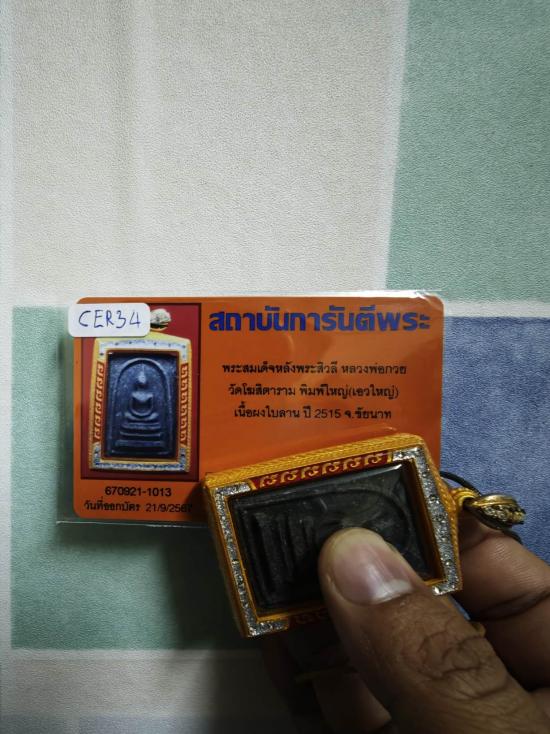 CER34
สถาบันการันตีพระ
พระสมเด็จหลังพระสิวลี หลวงพ่อกวย
วัดโฆสิตาราม พิมพ์ใหญ่(เอวใหญ่)
เนื้อผงใบลาน ปี 2515 จ.ชัยนาท
670921-1013
วันที่ออกบัตร 21/9/2567